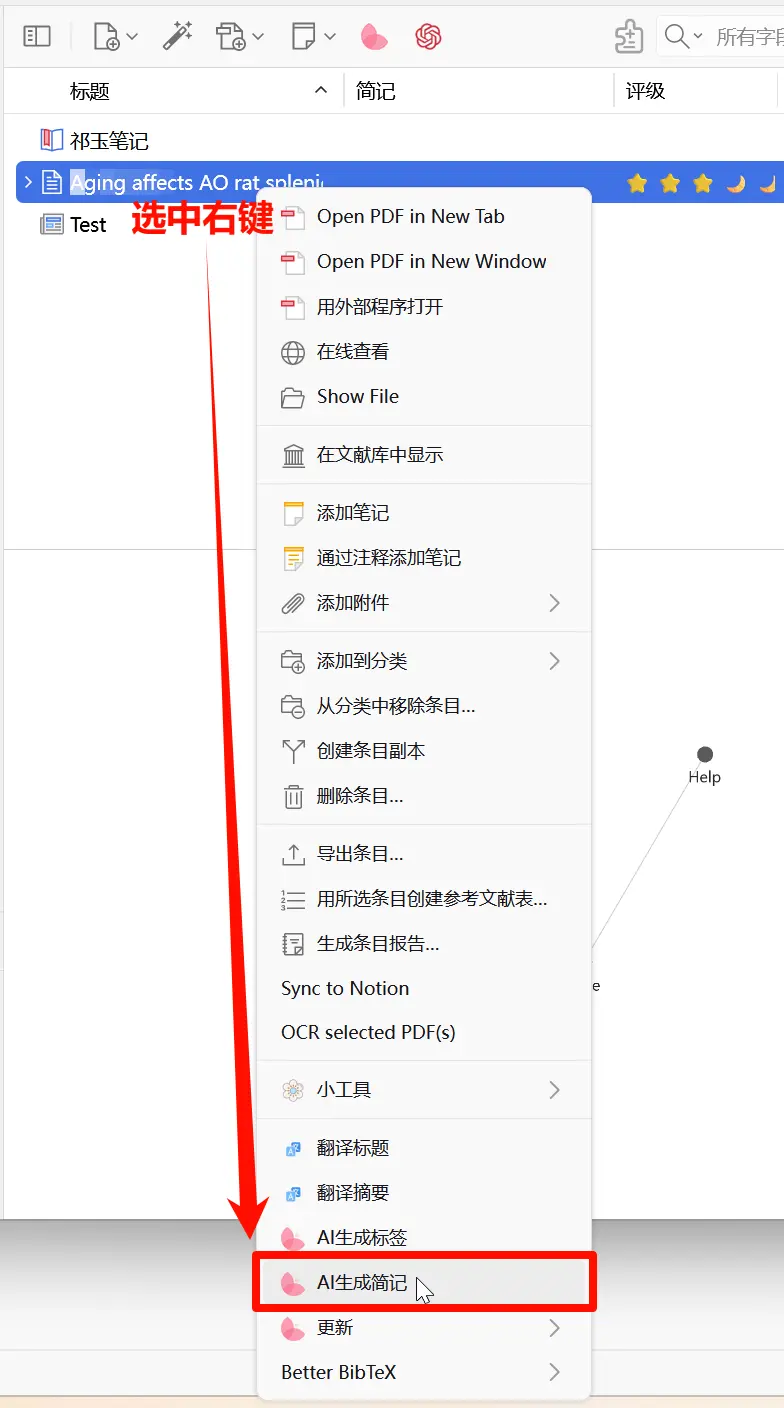 所有字段
标题
简记
评级
祁玉笔记
Aging affects AO rat spleni
Test
选中右键
Open PDF in New Tab
Open PDF in New Window
用外部程序打开
在线查看
Show File
在文献库中显示
添加笔记
通过注释添加笔记
添加附件
添加到分类
从分类中移除条目...
创建条目副本
Help
删除条目...
导出条目...
用所选条目创建参考文献表...
生成条目报告...
Sync to Notion
e
OCR selected PDF(s)
小工具
翻译标题
翻译摘要
AI生成标签
AI生成简记
更新
Better BibTeX